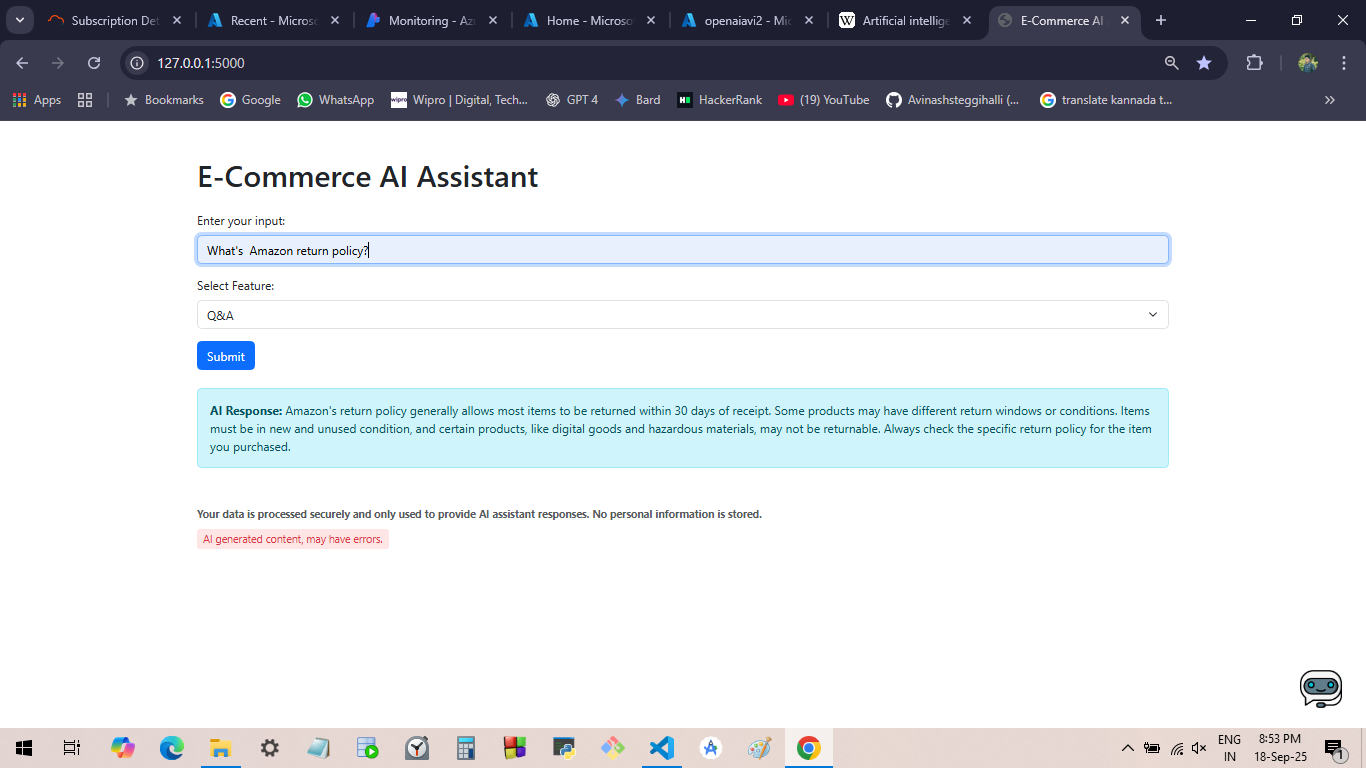 Subscription Det
Recent - Microso
Monitoring - Azu
Home - Microso
openaiavi2 - Mic
Artificial intellige
E-Commerce AI
127.0.0.1:5000
Apps
Bookmarks
Google
WhatsApp
wipro
Wipro | Digital, Tech...
GPT 4
Bard
HackerRank
(19) YouTube
Avinashsteggihalli (...
translate kannada t...
E-Commerce AI Assistant
Enter your input:
What's  Amazon return policy?
Select Feature:
Q&A
Submit
AI Response: Amazon's return policy generally allows most items to be returned within 30 days of receipt. Some products may have different return windows or conditions. Items
must be in new and unused condition, and certain products, like digital goods and hazardous materials, may not be returnable. Always check the specific return policy for the item
you purchased.
Your data is processed securely and only used to provide AI assistant responses. No personal information is stored.
AI generated content, may have errors.
ENG
IN
8:53 PM
18-Sep-25
1